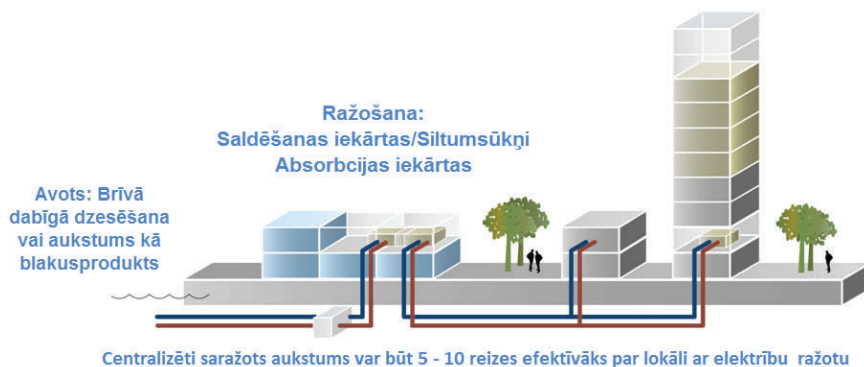 Ražošana:
Saldēšanas iekārtas/Siltumsūkņi
Absorbcijas iekārtas
Avots: Brīvā
dabīgā dzesēšana
vai aukstums kā
blakusprodukts
Centralizēti saražots aukstums var būt 5 - 10 reizes efektīvāks par lokāli ar elektrību ražotu